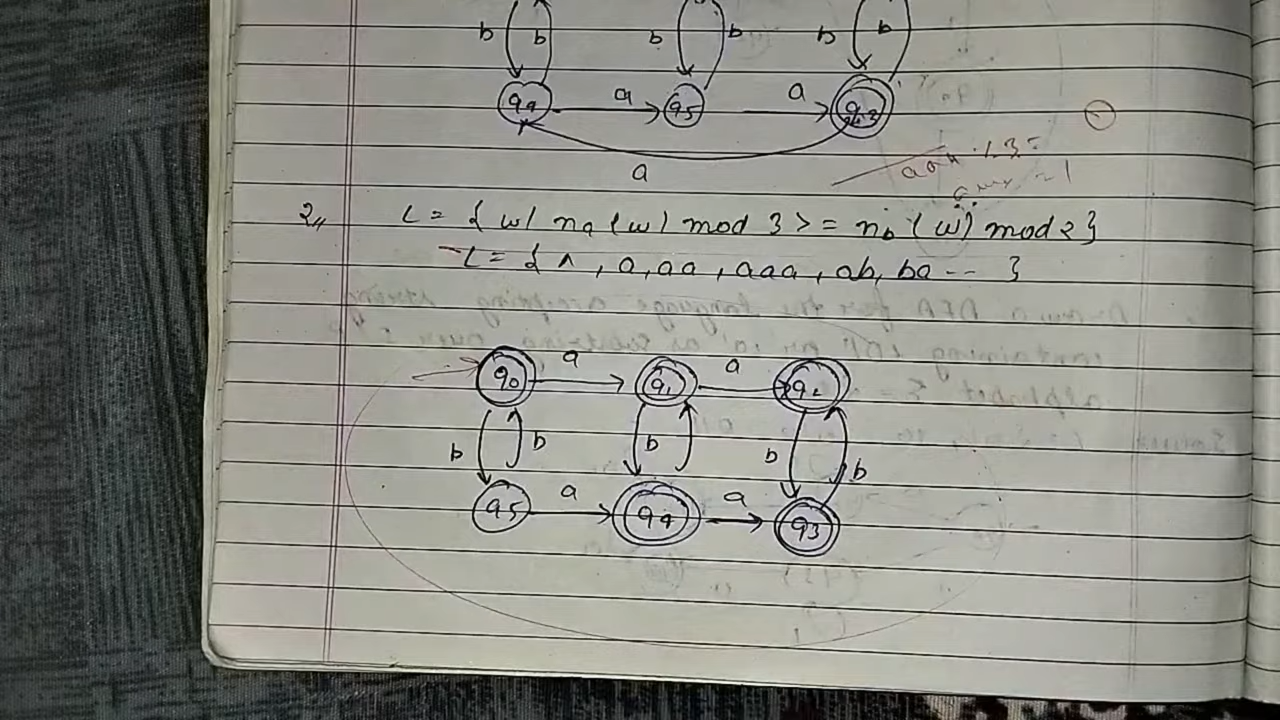 b b b b b b
q4 a q5 a q3
a
2,, L = { w / na (w) mod 3 >= nb (w) mod 2 }
L = { ^, a, aa, aaa, ab, ba -- }
q0 a q1 a q2
b b b b b
q5 a q4 a q3